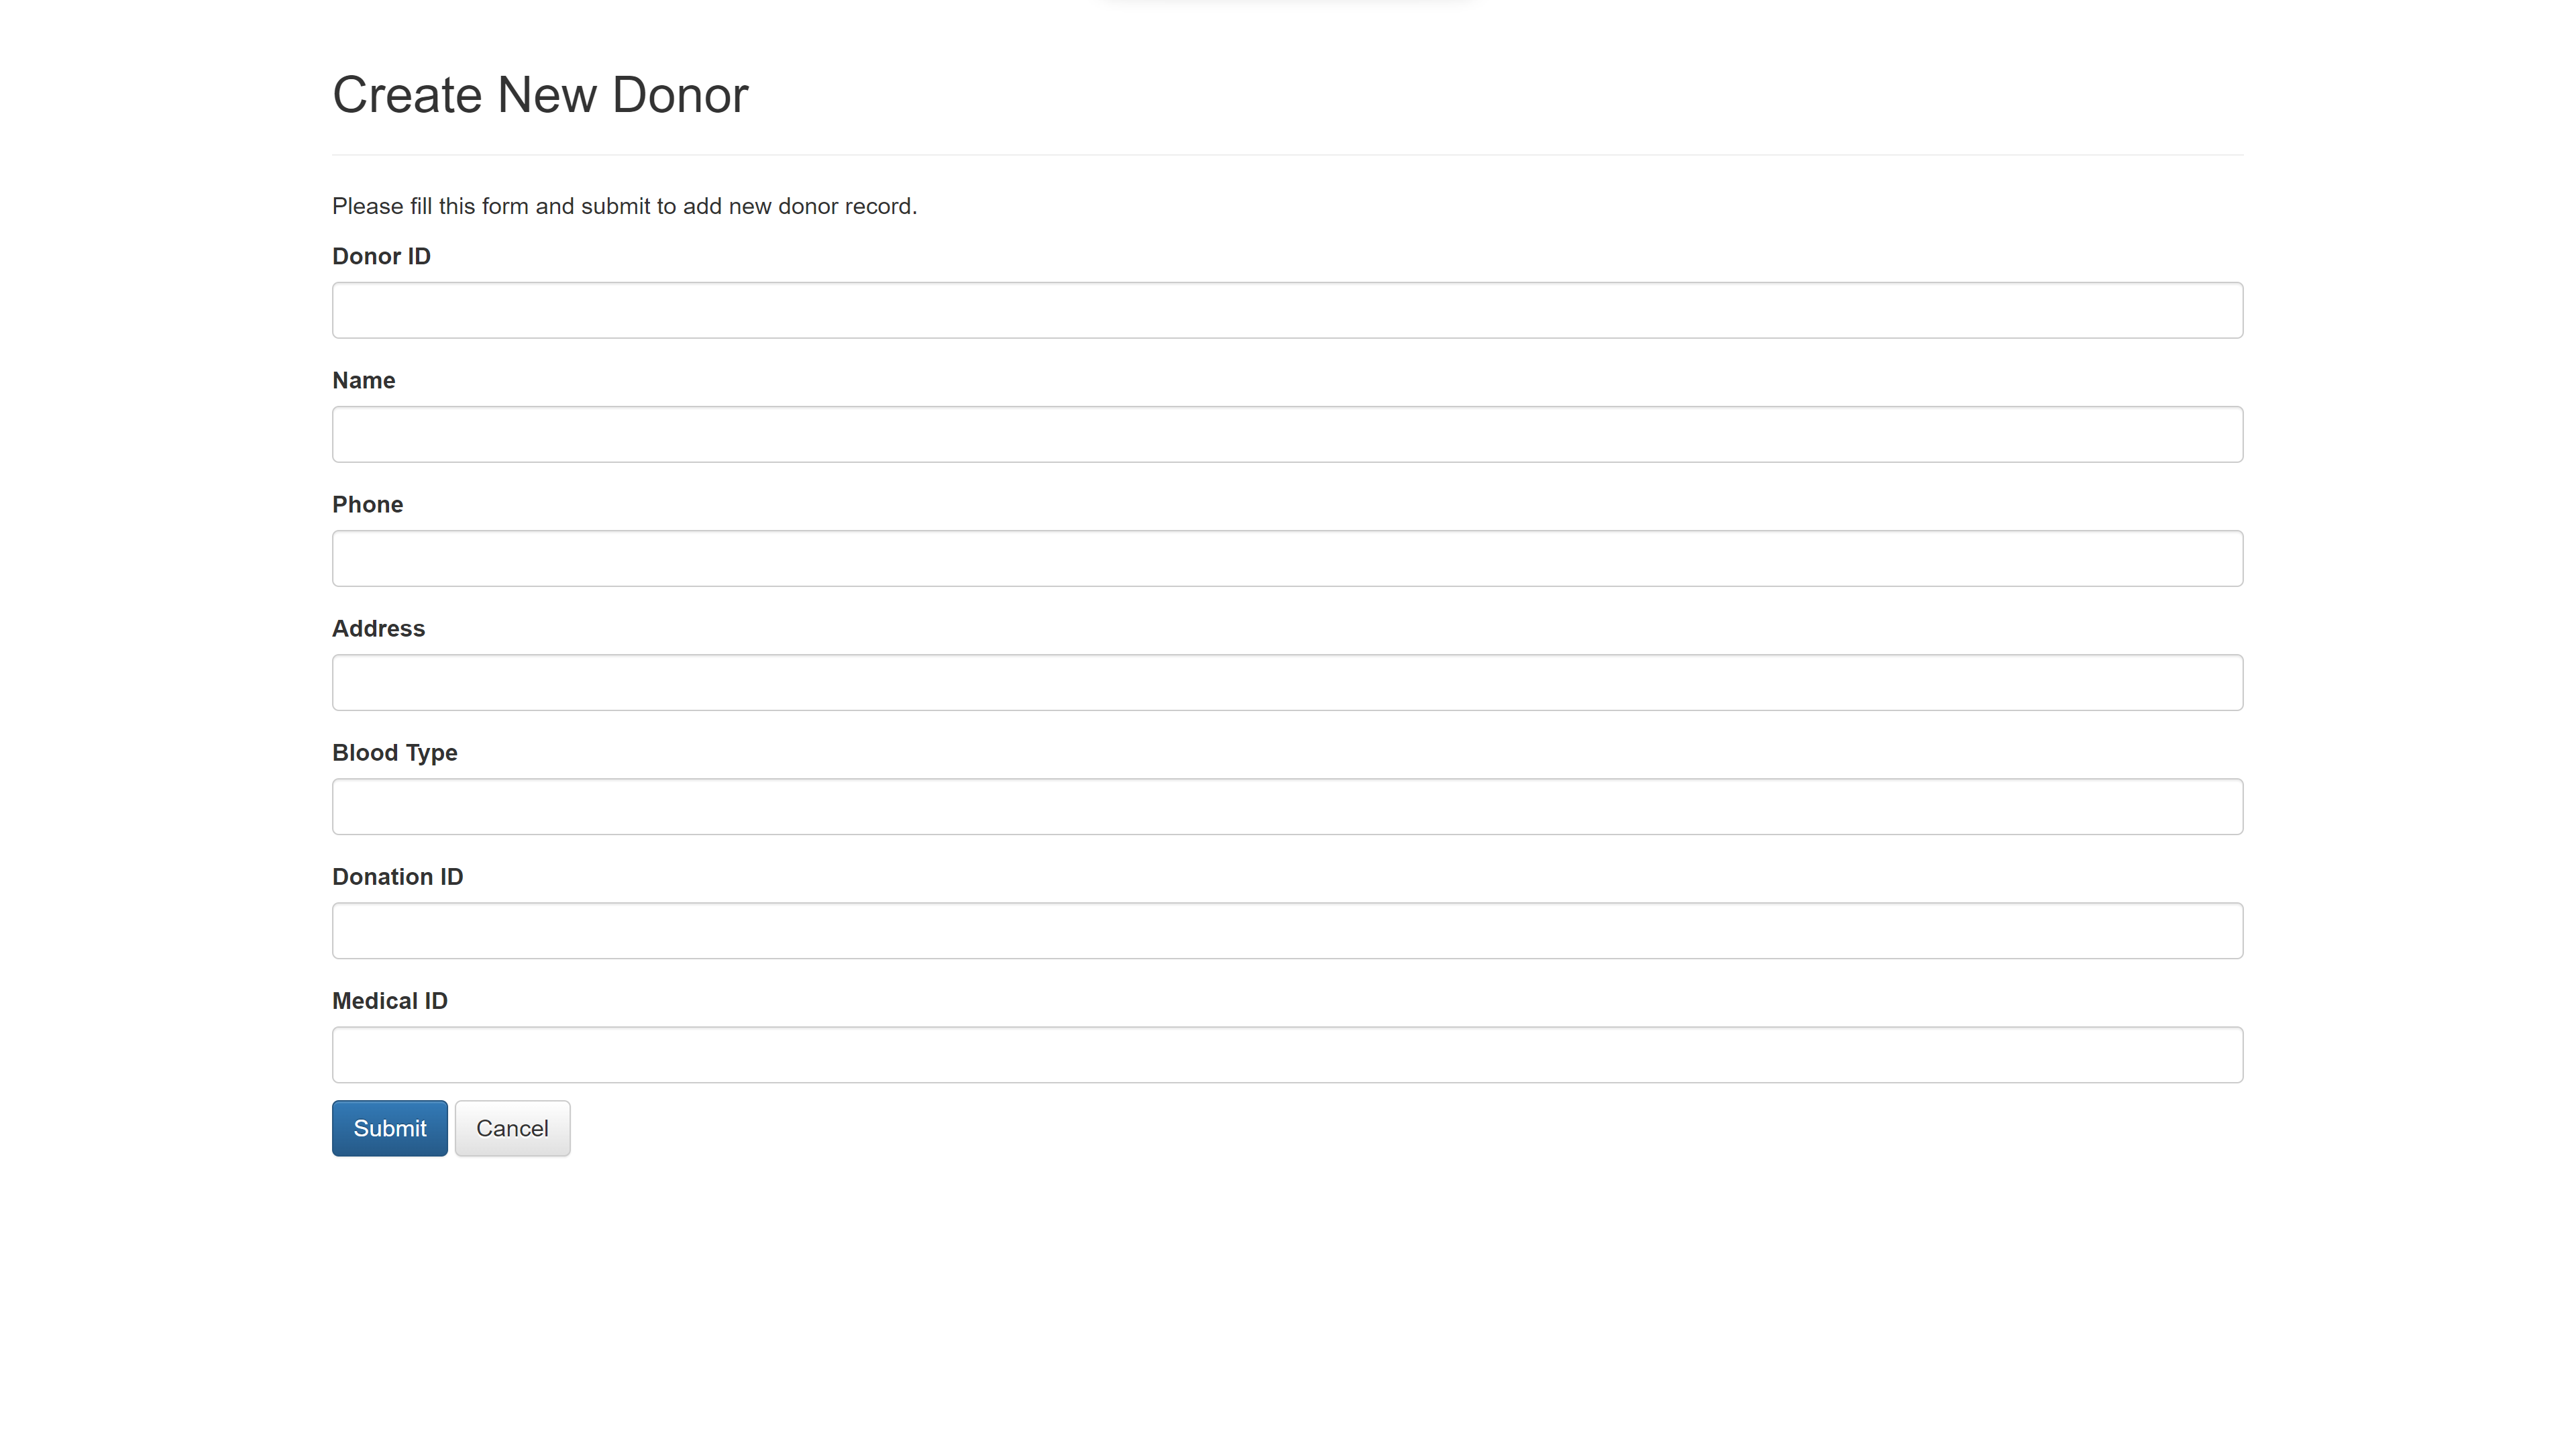 Create New Donor
Please fill this form and submit to add new donor record.
Donor ID
Name
Phone
Address
Blood Type
Donation ID
Medical ID
Submit Cancel